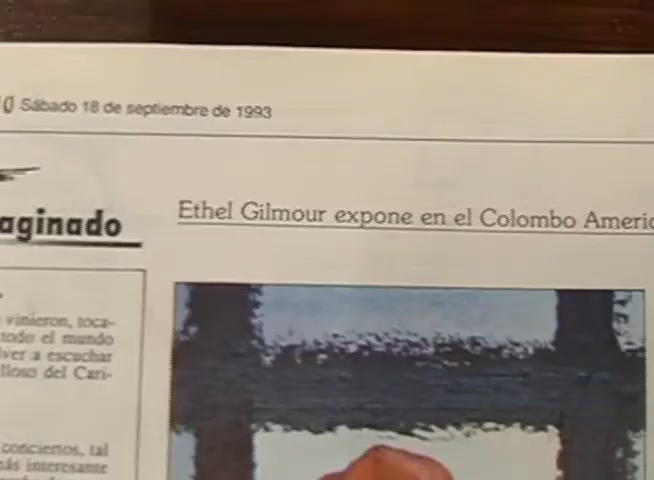 Sábado 18 de septiembre de 1993
aginado
Ethel Gilmour expone en el Colombo Americ
vinieron, toca-
todo el mundo
ver a escuchar
lloso del Cari-
conciertos, tal
más interesante